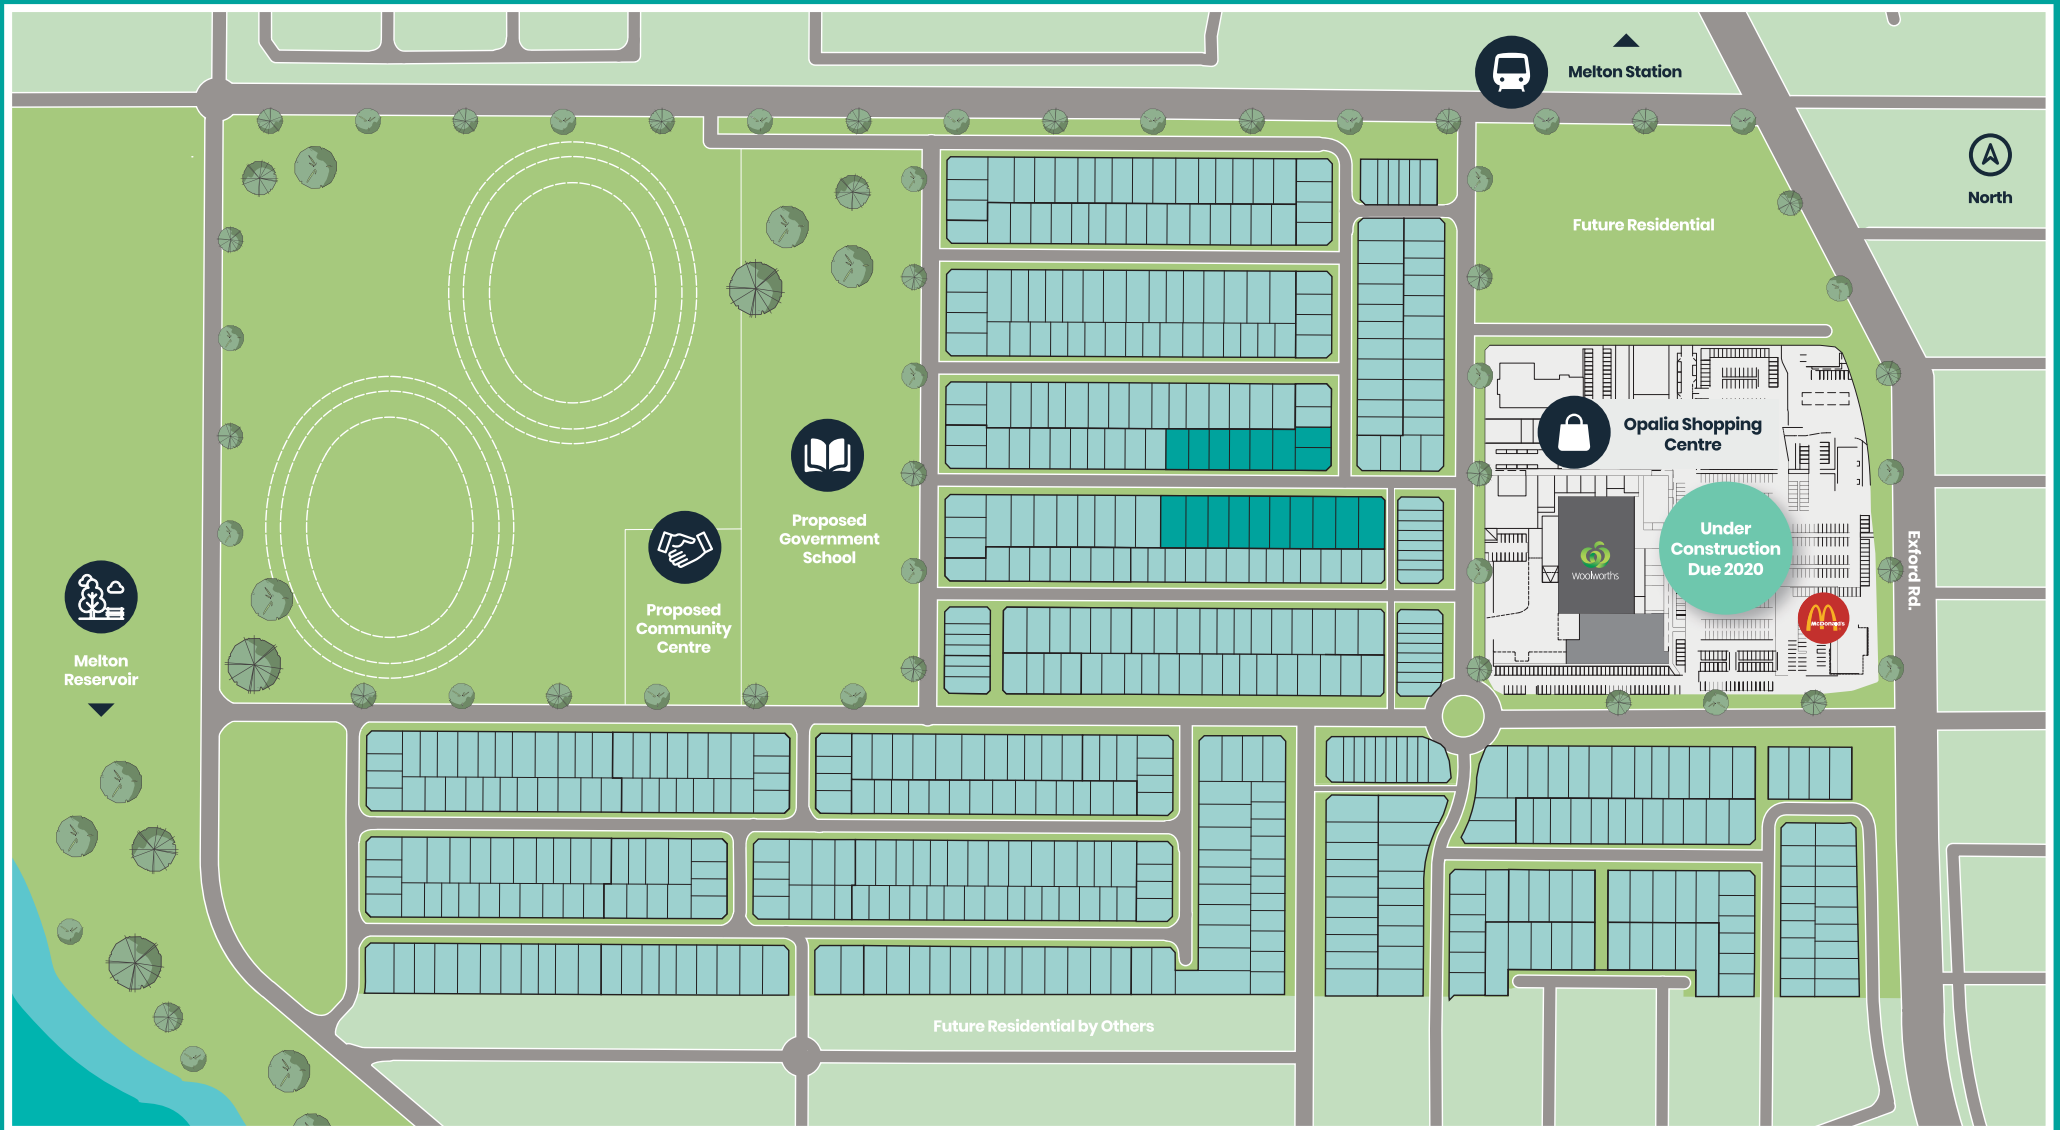 Melton Station
North
Future Residential
Opalia Shopping
Centre
Under
Construction
Due 2020
woolworths
McDonald's
Exford Rd.
Proposed
Government
School
Proposed
Community
Centre
Melton
Reservoir
Future Residential by Others